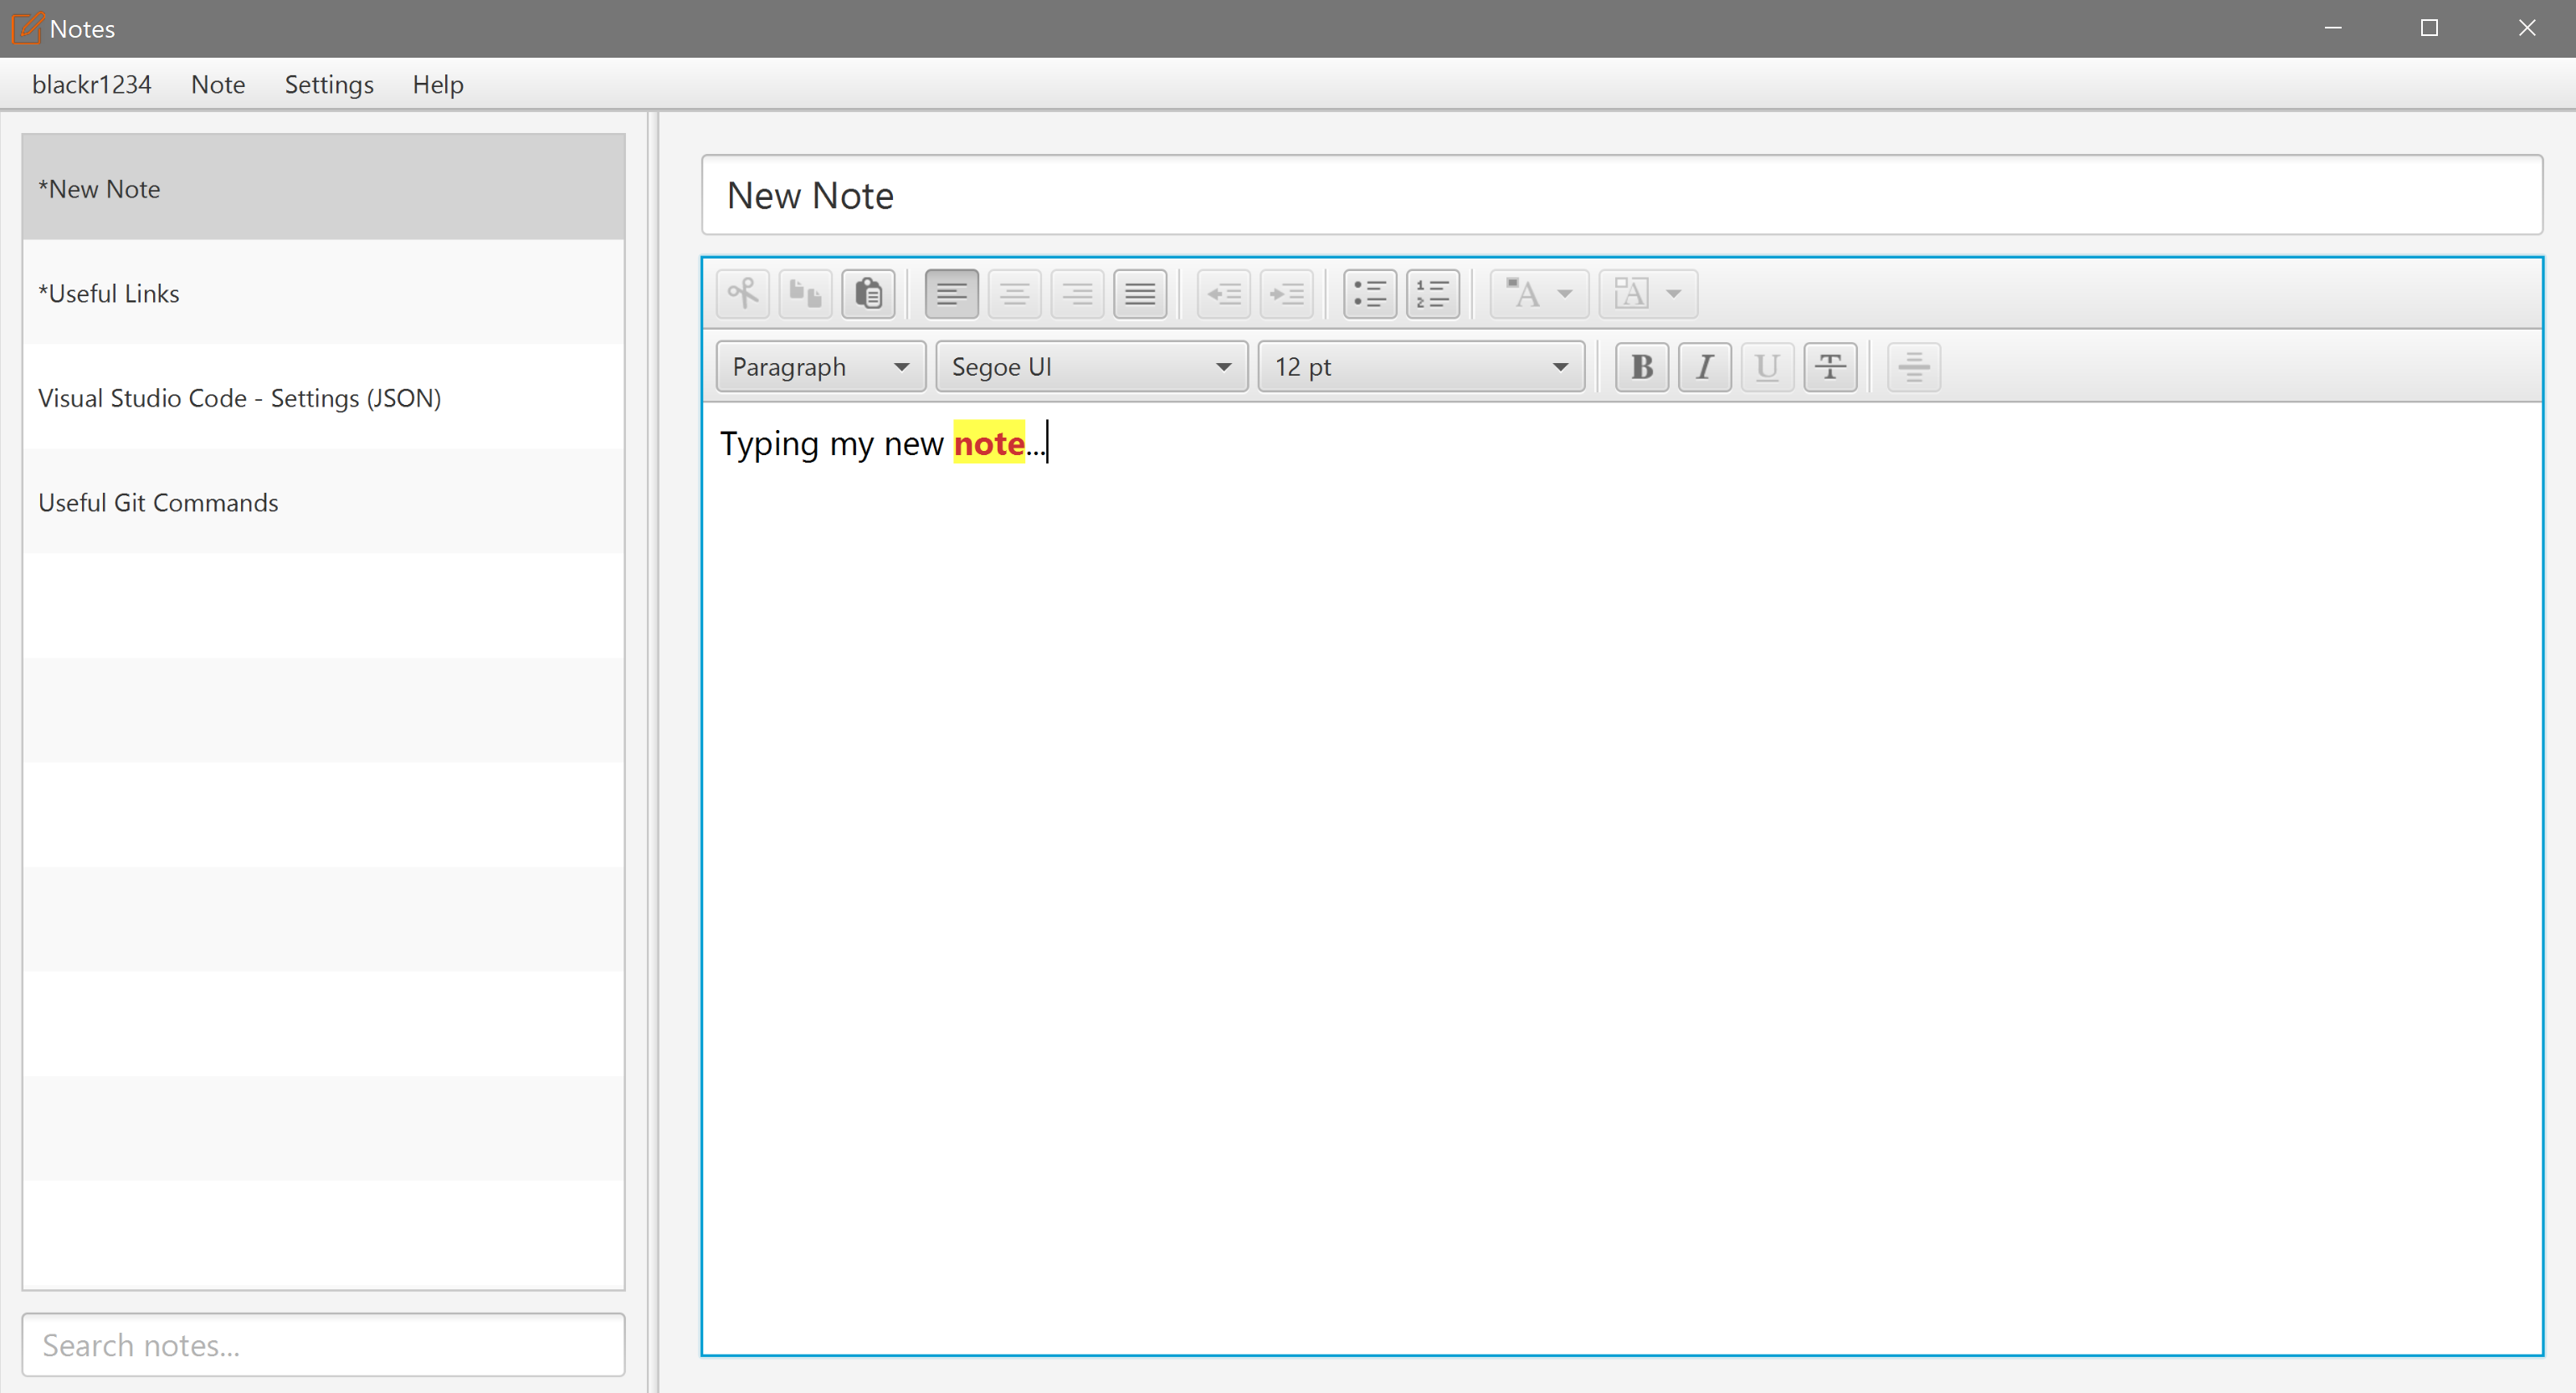 Notes
blackr1234 Note Settings Help
*New Note
*Useful Links
Visual Studio Code - Settings (JSON)
Useful Git Commands
Search notes...
New Note
Paragraph Segoe UI 12 pt B I U T
Typing my new note...